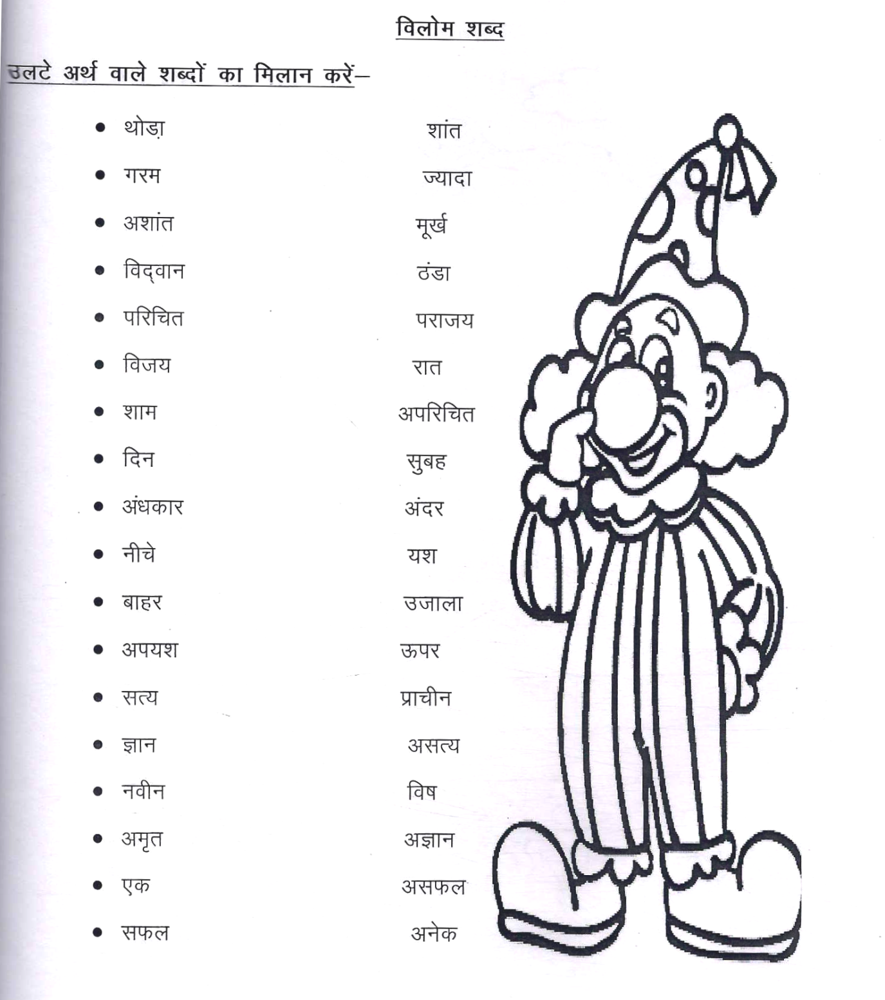 विलोम शब्द
उलटे अर्थ वाले शब्दों का मिलान करें–
• थोड़ा शांत
• गरम ज्यादा
• अशांत मूर्ख
• विद्‌वान ठंडा
• परिचित पराजय
• विजय रात
• शाम अपरिचित
• दिन सुबह
• अंधकार अंदर
• नीचे यश
• बाहर उजाला
• अपयश ऊपर
• सत्य प्राचीन
• ज्ञान असत्य
• नवीन विष
• अमृत अज्ञान
• एक असफल
• सफल अनेक